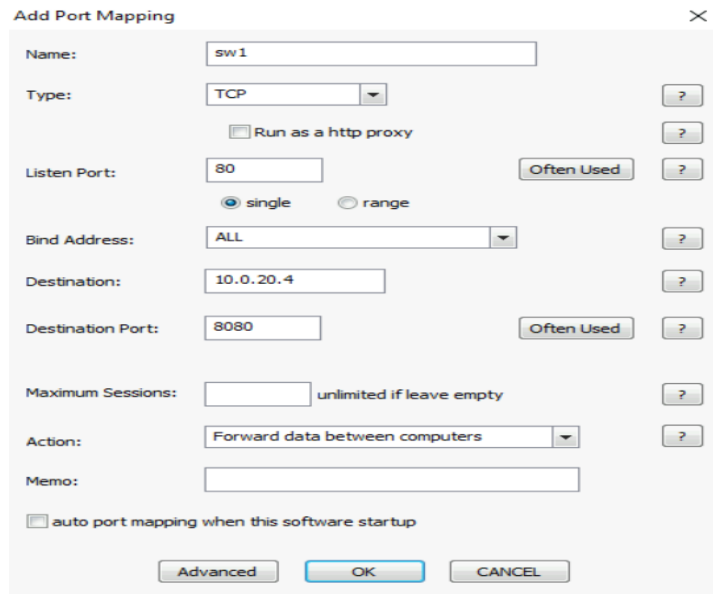 Add Port Mapping
Name: sw1
Type: TCP ?
Run as a http proxy ?
Listen Port: 80 Often Used ?
single range
Bind Address: ALL ?
Destination: 10.0.20.4 ?
Destination Port: 8080 Often Used ?
Maximum Sessions: unlimited if leave empty ?
Action: Forward data between computers ?
Memo:
auto port mapping when this software startup
Advanced OK CANCEL